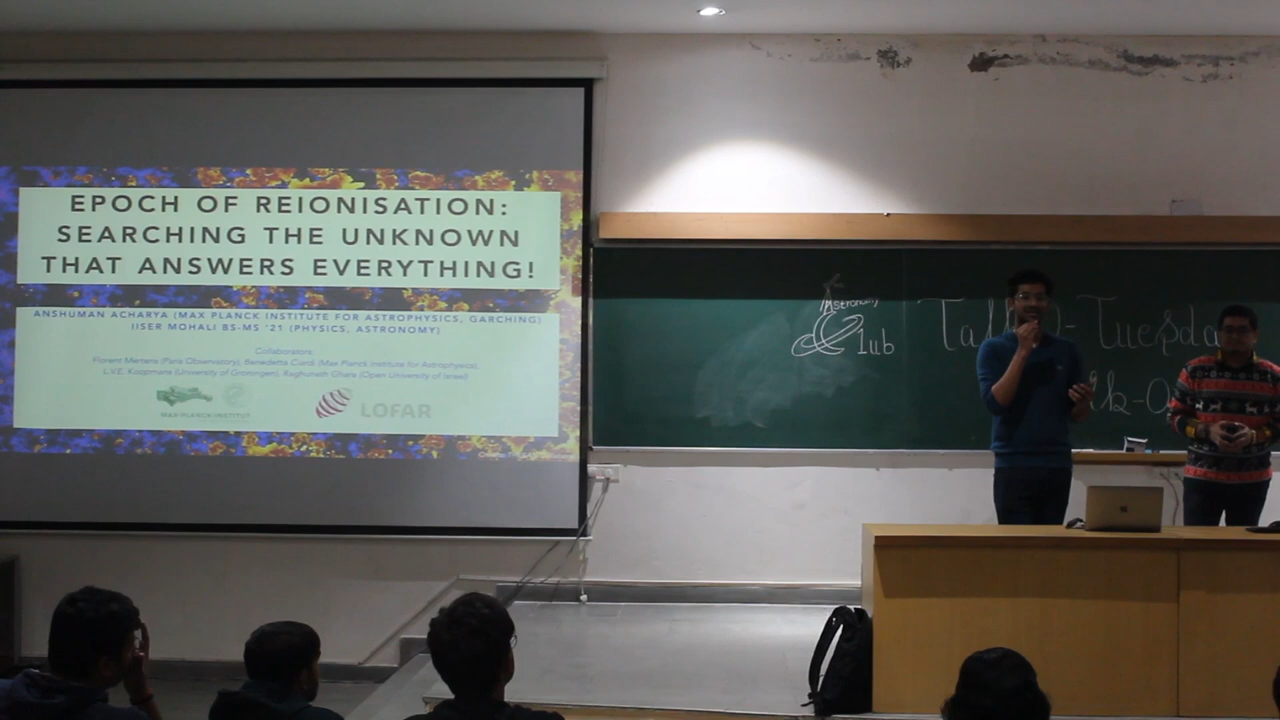 EPOCH OF REIONISATION:
SEARCHING THE UNKNOWN
THAT ANSWERS EVERYTHING!
ANSHUMAN ACHARYA (MAX PLANCK INSTITUTE FOR ASTROPHYSICS, GARCHING)
IISER MOHALI BS-MS '21 (PHYSICS, ASTRONOMY)
Collaborators:
Florent Mertens (Paris Observatory), Benedetta Ciardi (Max Planck Institute for Astrophysics),
L.V.E. Koopmans (University of Groningen), Raghunath Ghara (Open University of Israel)
MAX-PLANCK-INSTITUT
LOFAR
Astronomy
Club
Tuesda